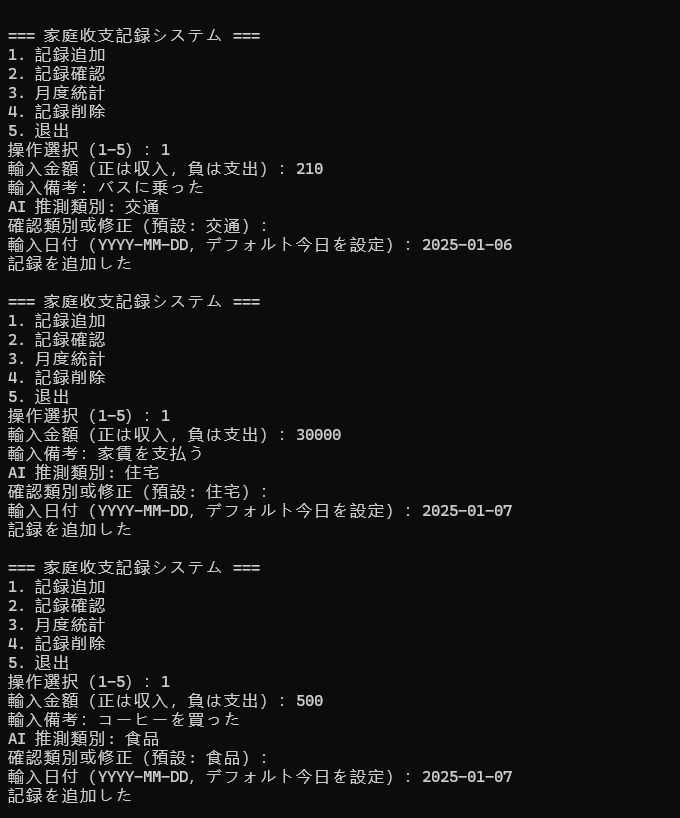 === 家庭収支記録システム ===
1. 記録追加
2. 記録確認
3. 月度統計
4. 記録削除
5. 退出
操作選択 (1-5) : 1
輸入金額 (正は収入, 負は支出) : 210
輸入備考: バスに乗った
AI 推測類別: 交通
確認類別或修正 (預設: 交通) :
輸入日付 (YYYY-MM-DD, デフォルト今日を設定) : 2025-01-06
記録を追加した

=== 家庭収支記録システム ===
1. 記録追加
2. 記録確認
3. 月度統計
4. 記録削除
5. 退出
操作選択 (1-5) : 1
輸入金額 (正は収入, 負は支出) : 30000
輸入備考: 家賃を支払う
AI 推測類別: 住宅
確認類別或修正 (預設: 住宅) :
輸入日付 (YYYY-MM-DD, デフォルト今日を設定) : 2025-01-07
記録を追加した

=== 家庭収支記録システム ===
1. 記録追加
2. 記録確認
3. 月度統計
4. 記録削除
5. 退出
操作選択 (1-5) : 1
輸入金額 (正は収入, 負は支出) : 500
輸入備考: コーヒーを買った
AI 推測類別: 食品
確認類別或修正 (預設: 食品) :
輸入日付 (YYYY-MM-DD, デフォルト今日を設定) : 2025-01-07
記録を追加した